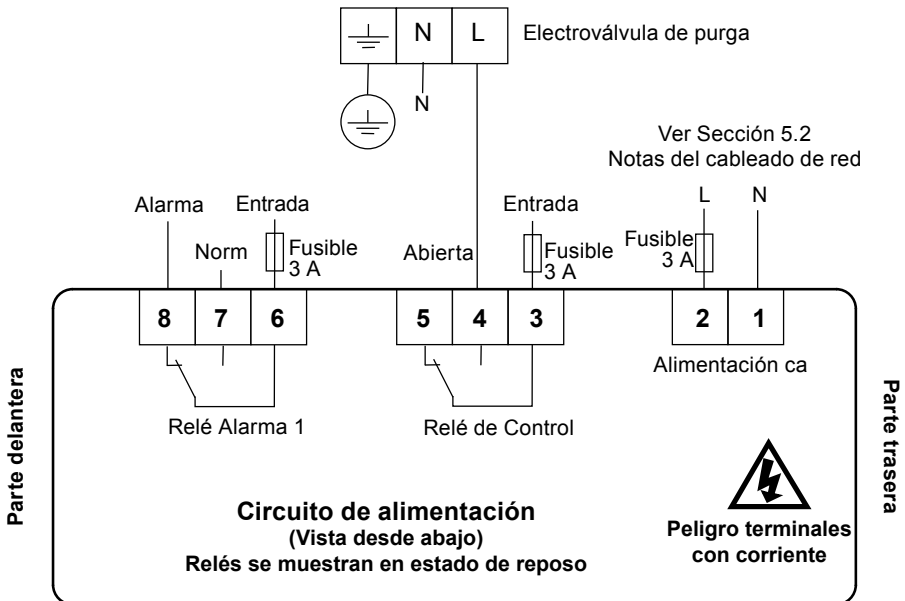 N L Electroválvula de purga
N
Ver Sección 5.2
Notas del cableado de red
L N
Alarma Entrada Entrada
Norm Fusible Abierta Fusible Fusible
3 A 3 A 3 A
8 7 6 5 4 3 2 1
Alimentación ca
Relé Alarma 1 Relé de Control
Parte delantera
Parte trasera
Circuito de alimentación
(Vista desde abajo)
Relés se muestran en estado de reposo
Peligro terminales
con corriente